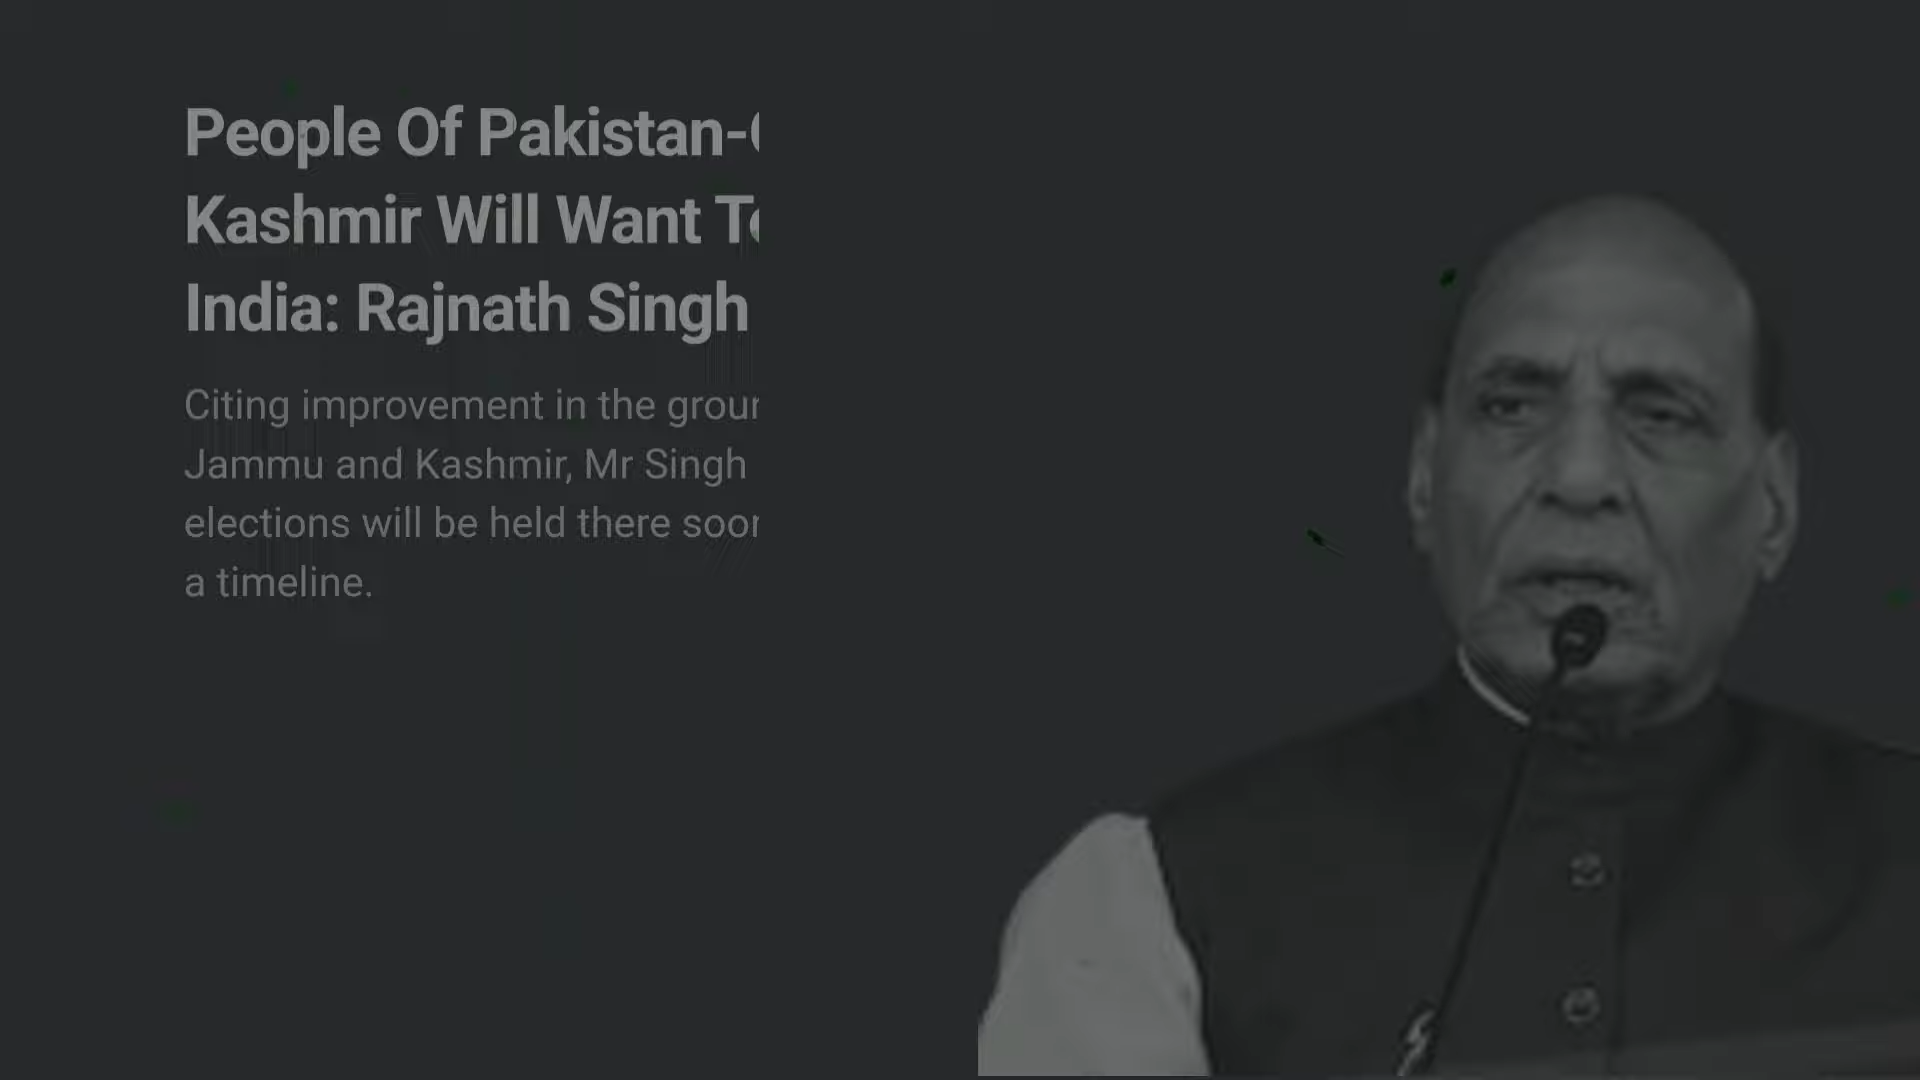 People Of Pakistan-
Kashmir Will Want
India: Rajnath Singh
Citing improvement in the
Jammu and Kashmir, Mr Singh
elections will be held there
a timeline.